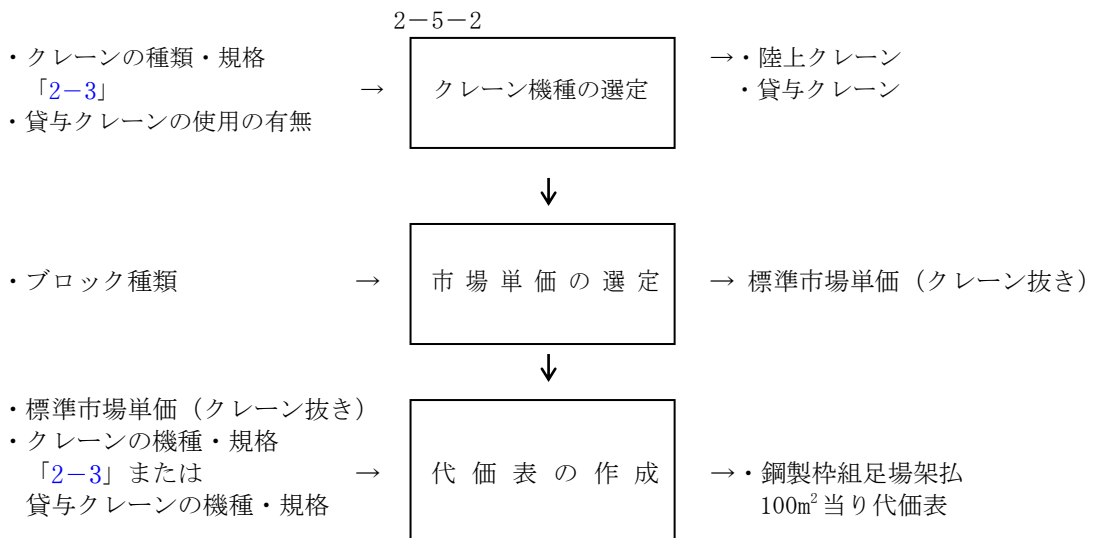 2-5-2
・クレーンの種類・規格
「2-3」
・貸与クレーンの使用の有無
→
クレーン機種の選定
→・陸上クレーン
・貸与クレーン
↓
・ブロック種類
→
市場単価の選定
→ 標準市場単価（クレーン抜き）
↓
・標準市場単価（クレーン抜き）
・クレーンの機種・規格
「2-3」または
貸与クレーンの機種・規格
→
代価表の作成
→・鋼製枠組足場架払
100m²当り代価表